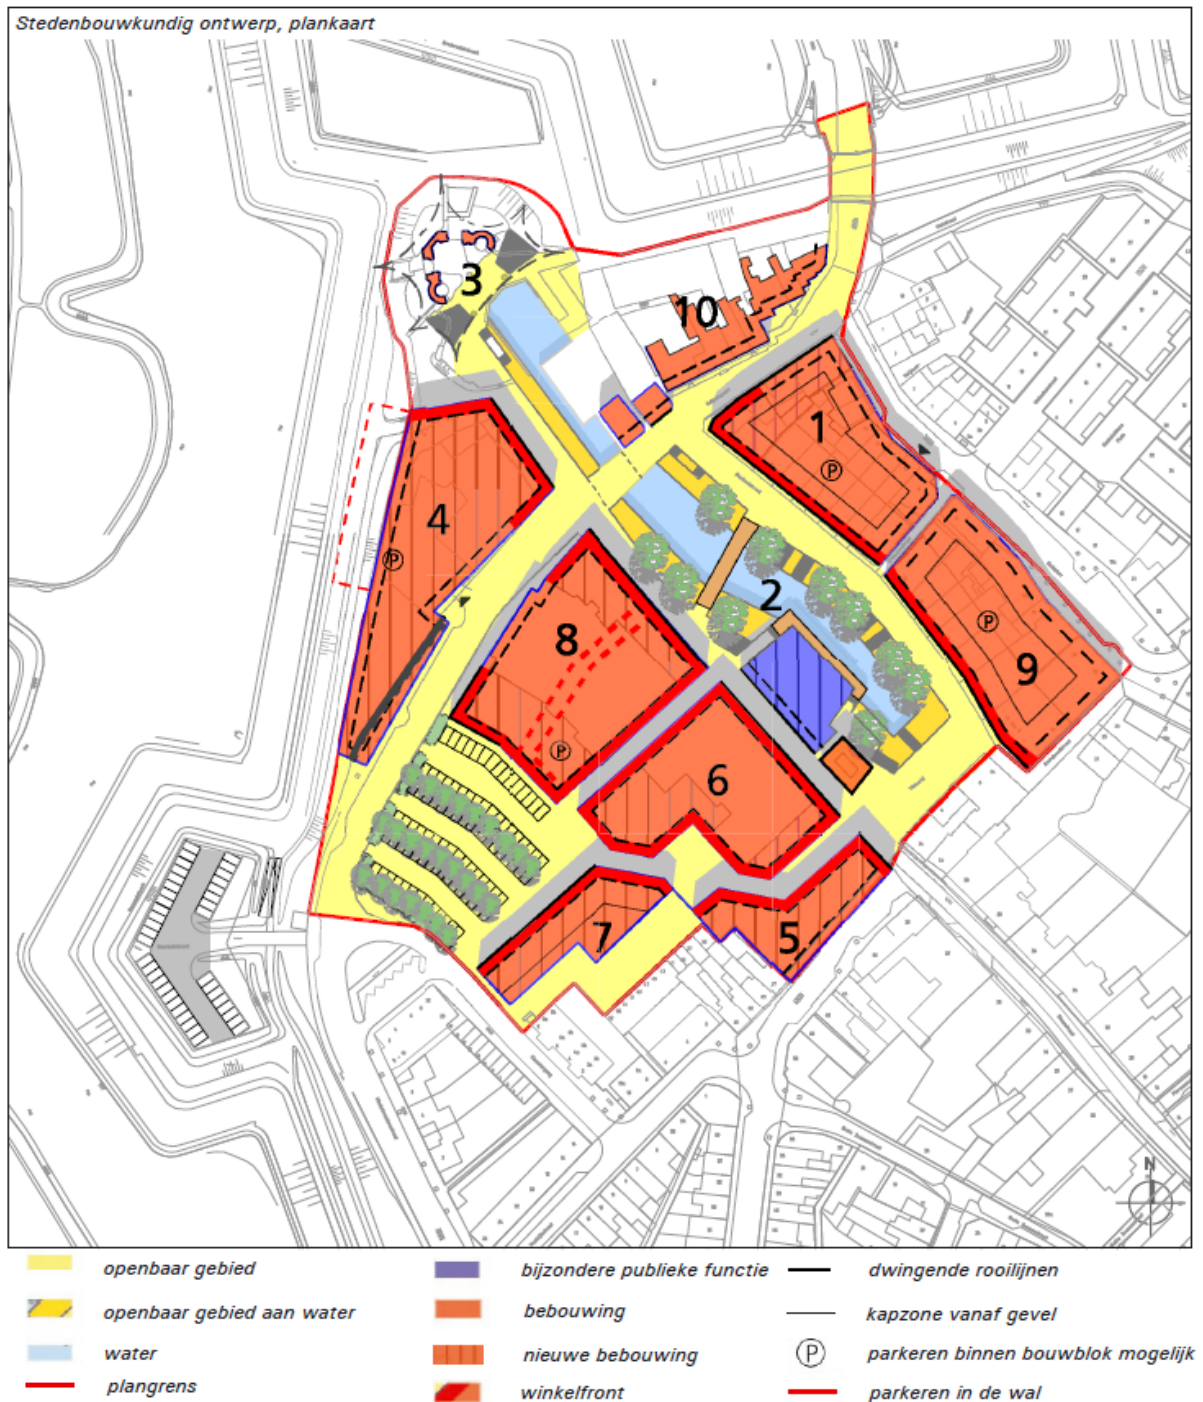 Stedenbouwkundig ontwerp, plankaart
3
10
1
P
4
P
2
8
P
9
P
6
7
5
N
openbaar gebied
openbaar gebied aan water
water
plangrens
bijzondere publieke functie
bebouwing
nieuwe bebouwing
winkelfront
dwingende rooilijnen
kapzone vanaf gevel
P parkeren binnen bouwblok mogelijk
parkeren in de wal